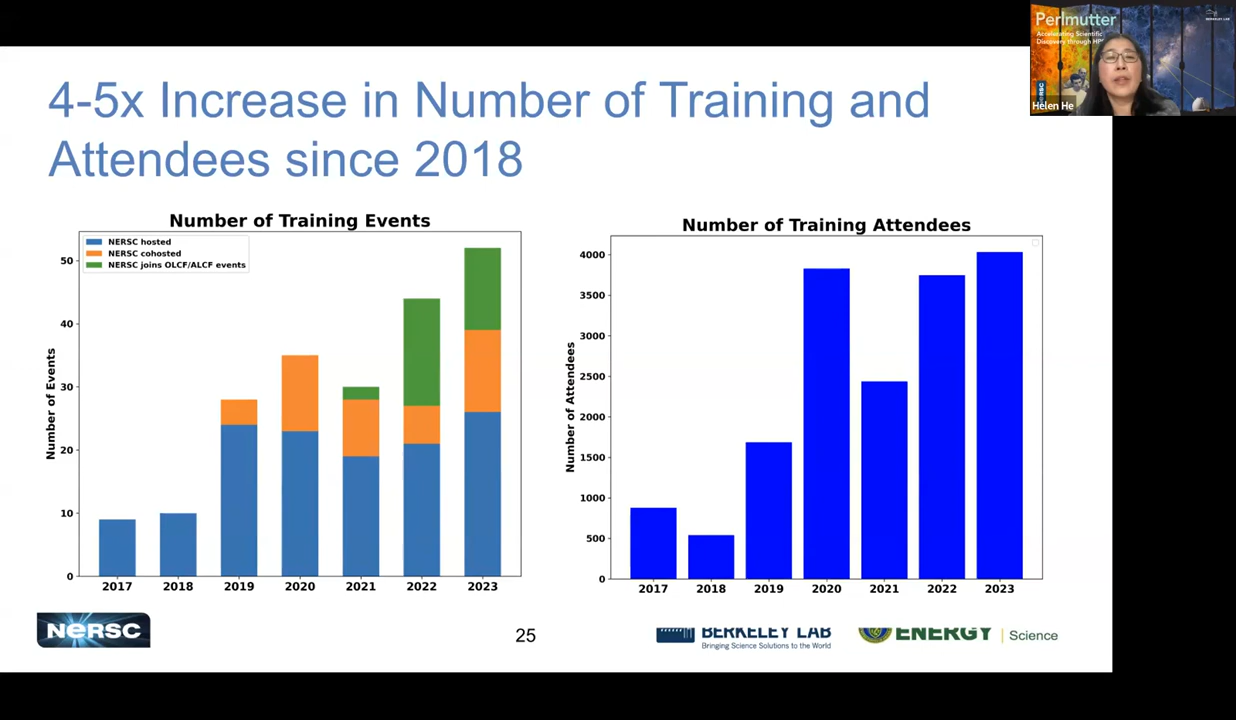 Perlmutter
Accelerating Scientific
Discovery through HP
BERKELEY LAB
NERSC
Helen He
4-5x Increase in Number of Training and
Attendees since 2018
Number of Training Events
NERSC hosted
NERSC cohosted
NERSC joins OLCF/ALCF events
Number of Events
50
40
30
20
10
0
2017 2018 2019 2020 2021 2022 2023
Number of Training Attendees
Number of Attendees
4000
3500
3000
2500
2000
1500
1000
500
0
2017 2018 2019 2020 2021 2022 2023
NERSC
25
BERKELEY LAB
Bringing Science Solutions to the World
ENERGY
Science